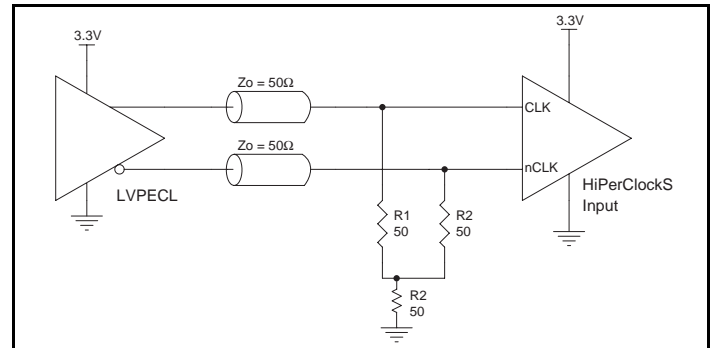 3.3V
3.3V
Zo = 50Ω
CLK
Zo = 50Ω
nCLK
LVPECL
HiPerClockS
Input
R1
50
R2
50
R2
50